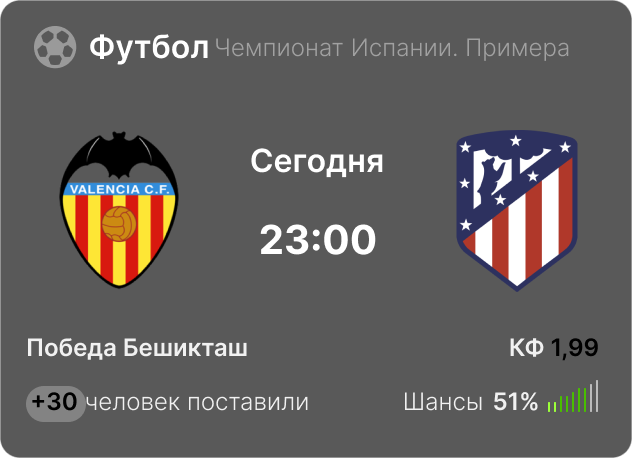 Футбол Чемпионат Испании. Примера
Сегодня
VALENCIA C.F.
23:00
Победа Бешикташ
КФ 1,99
+30 человек поставили
Шансы 51%